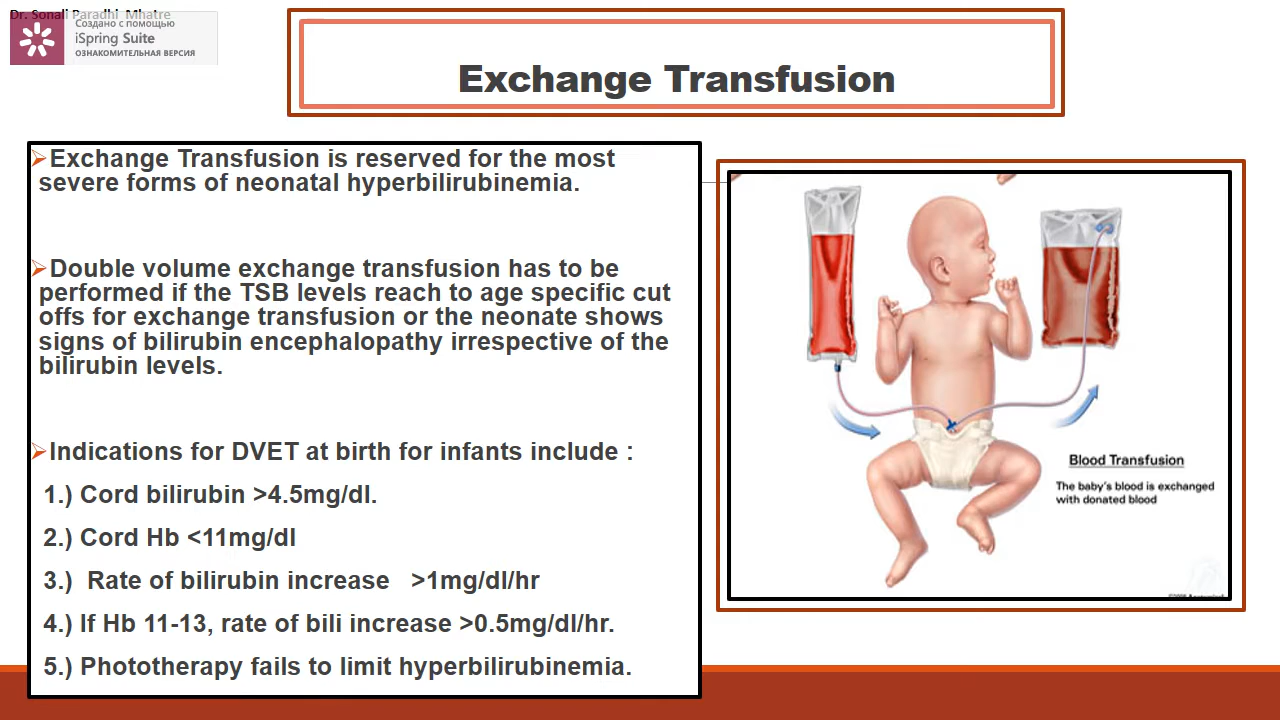 Dr. Sonali Paradhi Mhatre
Создано с помощью
iSpring Suite
ОЗНАКОМИТЕЛЬНАЯ ВЕРСИЯ
Exchange Transfusion
Exchange Transfusion is reserved for the most
severe forms of neonatal hyperbilirubinemia.
Double volume exchange transfusion has to be
performed if the TSB levels reach to age specific cut
offs for exchange transfusion or the neonate shows
signs of bilirubin encephalopathy irrespective of the
bilirubin levels.
Indications for DVET at birth for infants include :
1.) Cord bilirubin >4.5mg/dl.
2.) Cord Hb <11mg/dl
3.) Rate of bilirubin increase >1mg/dl/hr
4.) If Hb 11-13, rate of bili increase >0.5mg/dl/hr.
5.) Phototherapy fails to limit hyperbilirubinemia.
Blood Transfusion
The baby's blood is exchanged
with donated blood